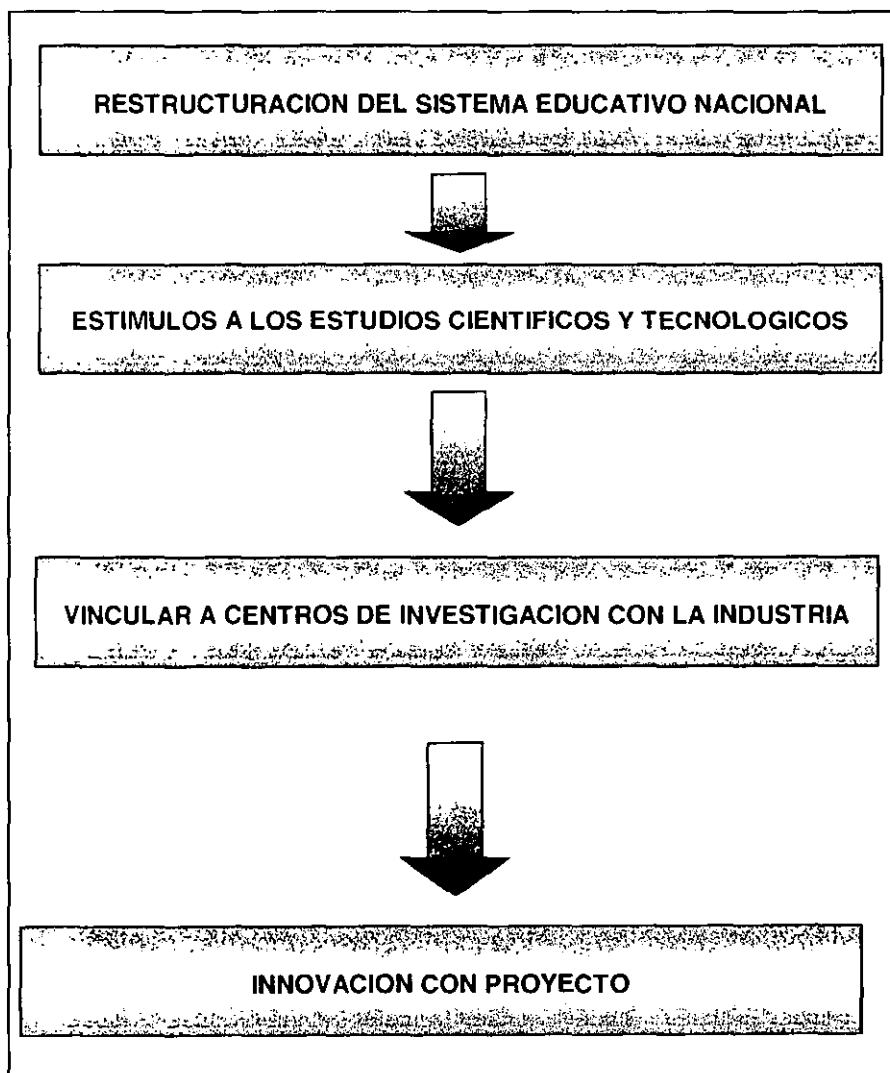 RESTRUCTURACION DEL SISTEMA EDUCATIVO NACIONAL
ESTIMULOS A LOS ESTUDIOS CIENTIFICOS Y TECNOLOGICOS
VINCULAR A CENTROS DE INVESTIGACION CON LA INDUSTRIA
INNOVACION CON PROYECTO